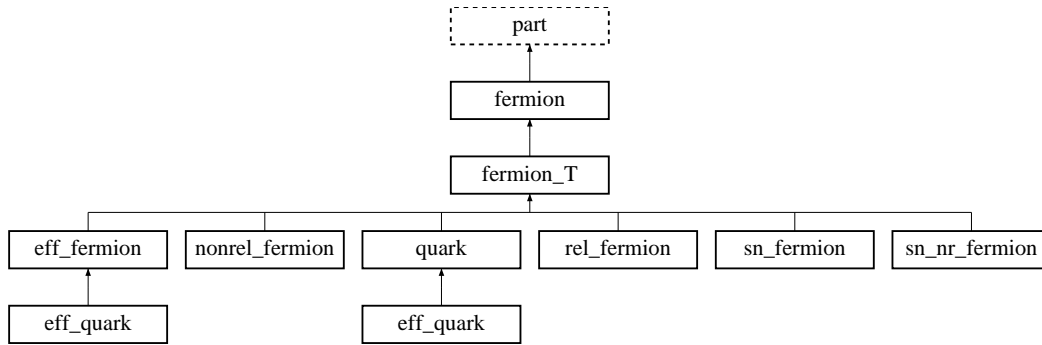 part
fermion
fermion_T
eff_fermion nonrel_fermion quark rel_fermion sn_fermion sn_nr_fermion
eff_quark eff_quark